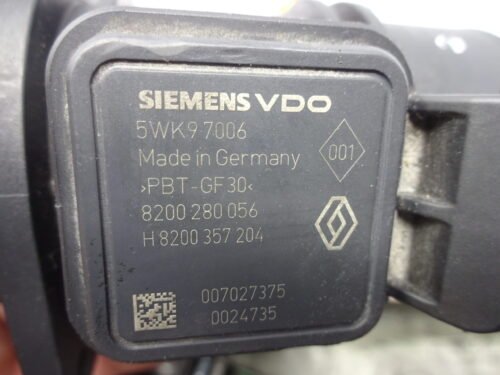 SIEMENS VDO
5WK9 7006
Made in Germany
001
›PBT-GF30‹
8200 280 056
H 8200 357 204
007027375
0024735